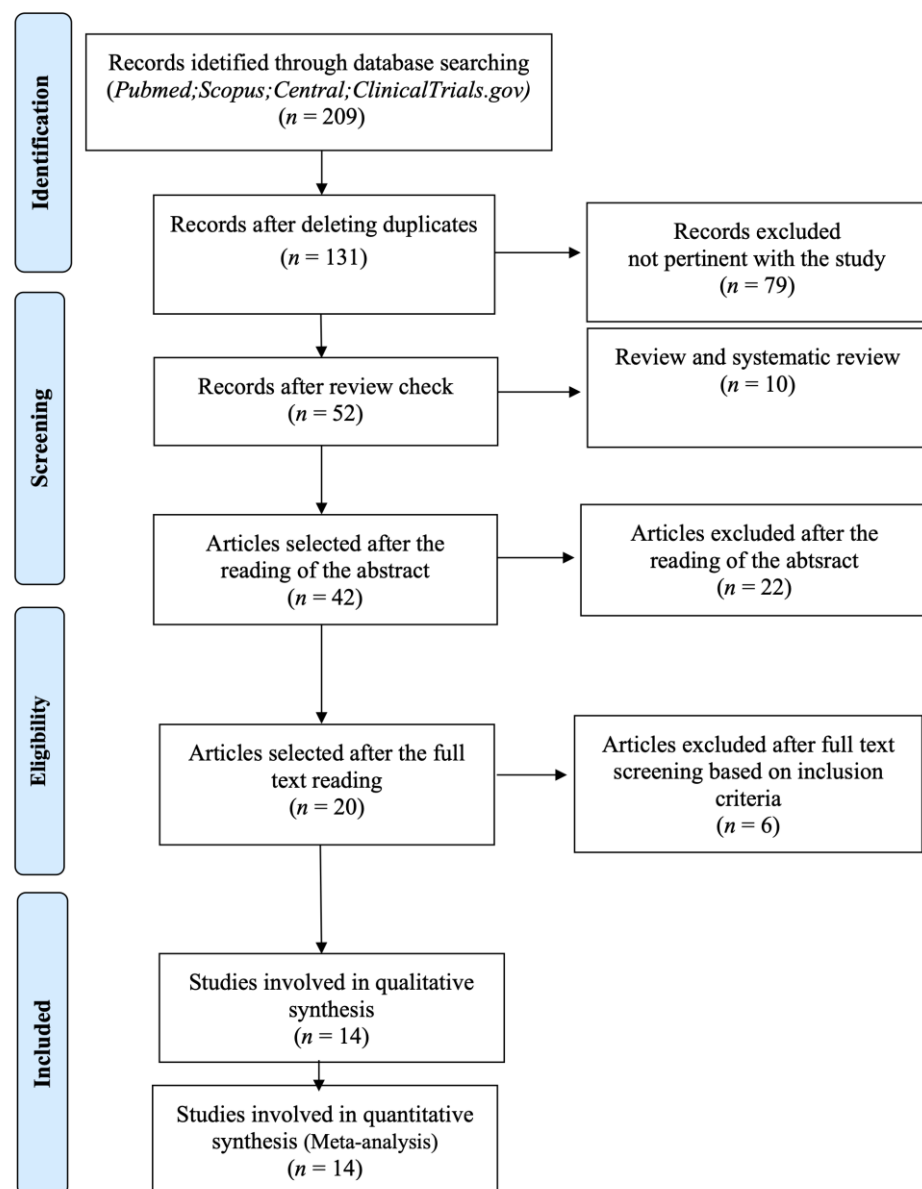 Identification
Records idetified through database searching
(Pubmed;Scopus;Central;ClinicalTrials.gov)
(n = 209)
Records after deleting duplicates
(n = 131)
Records excluded
not pertinent with the study
(n = 79)
Screening
Records after review check
(n = 52)
Review and systematic review
(n = 10)
Articles selected after the
reading of the abstract
(n = 42)
Articles excluded after the
reading of the abtsract
(n = 22)
Eligibility
Articles selected after the full
text reading
(n = 20)
Articles excluded after full text
screening based on inclusion
criteria
(n = 6)
Included
Studies involved in qualitative
synthesis
(n = 14)
Studies involved in quantitative
synthesis (Meta-analysis)
(n = 14)